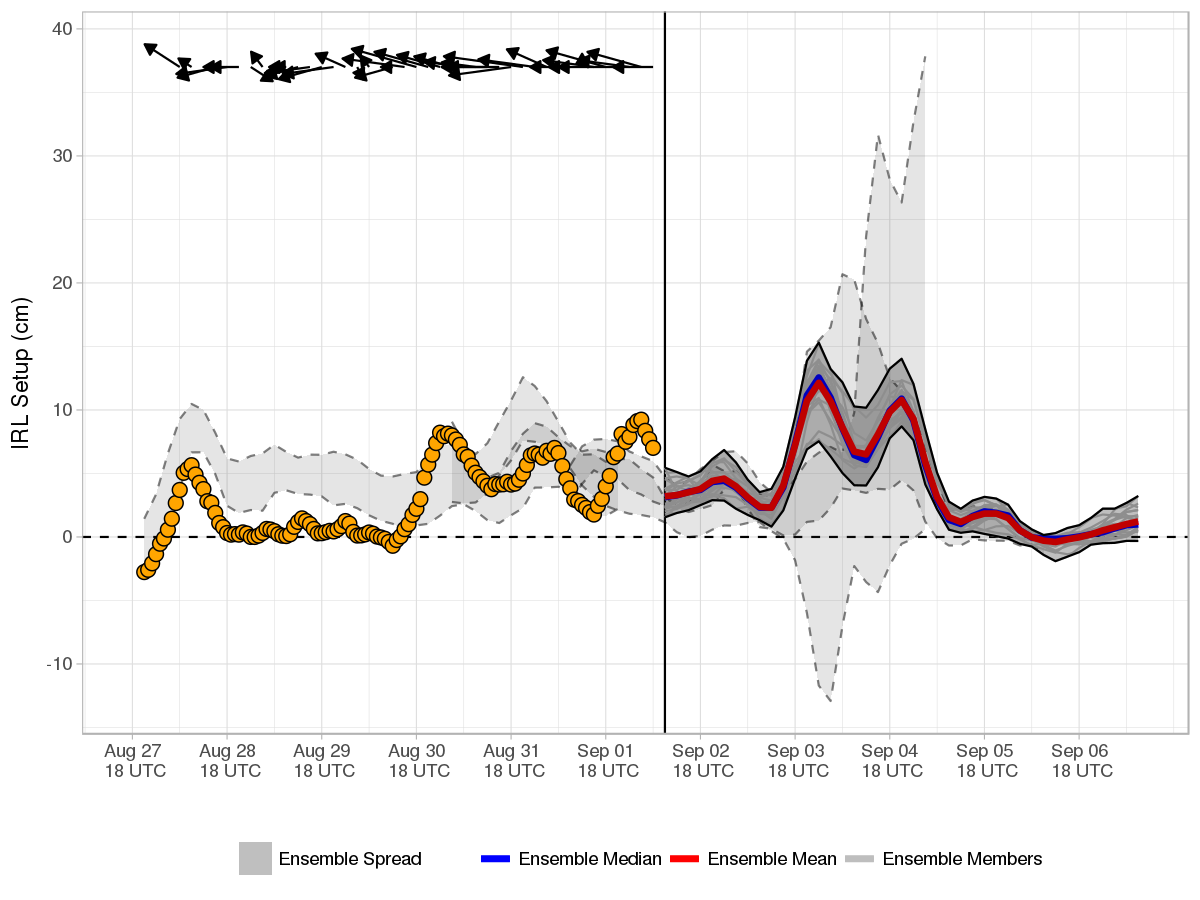 40
30
20
10
0
-10
IRL Setup (cm)
Aug 27 Aug 28 Aug 29 Aug 30 Aug 31 Sep 01 Sep 02 Sep 03 Sep 04 Sep 05 Sep 06
18 UTC 18 UTC 18 UTC 18 UTC 18 UTC 18 UTC 18 UTC 18 UTC 18 UTC 18 UTC 18 UTC
Ensemble Spread Ensemble Median Ensemble Mean Ensemble Members